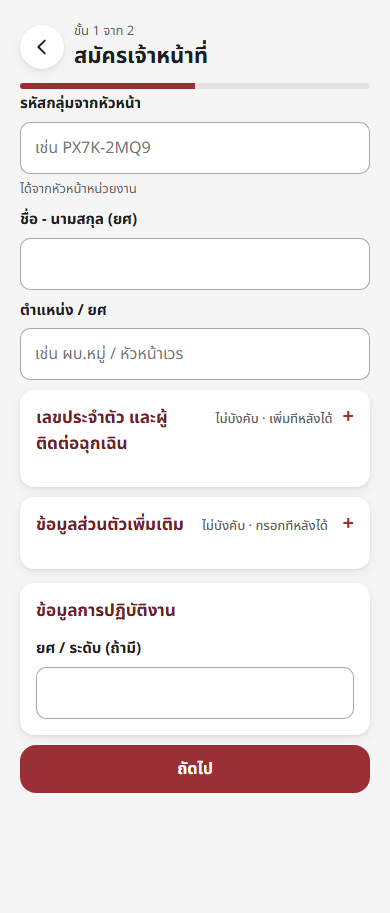 ขั้น 1 จาก 2
สมัครเจ้าหน้าที่
รหัสกลุ่มจากหัวหน้า
เช่น PX7K-2MQ9
ได้จากหัวหน้าหน่วยงาน
ชื่อ - นามสกุล (ยศ)
ตำแหน่ง / ยศ
เช่น ผบ.หมู่ / หัวหน้าเวร
เลขประจำตัว และผู้
ติดต่อฉุกเฉิน
ไม่บังคับ · เพิ่มทีหลังได้ +
ข้อมูลส่วนตัวเพิ่มเติม ไม่บังคับ · กรอกทีหลังได้ +
ข้อมูลการปฏิบัติงาน
ยศ / ระดับ (ถ้ามี)
ถัดไป